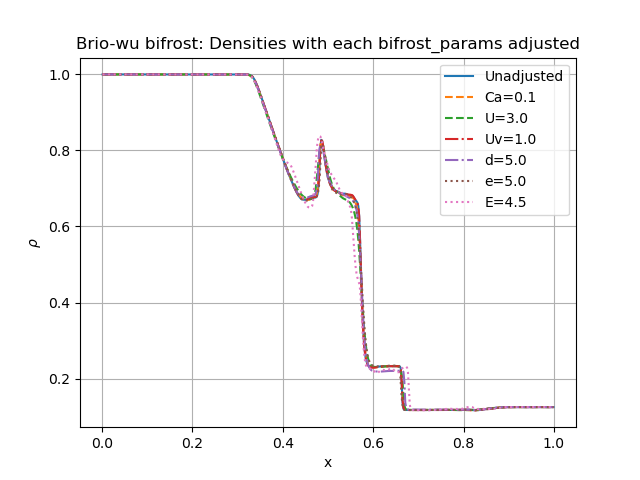 Brio-wu bifrost: Densities with each bifrost_params adjusted
1.0
0.8
0.6
0.4
0.2
ρ
Unadjusted
Ca=0.1
U=3.0
Uv=1.0
d=5.0
e=5.0
E=4.5
0.0
0.2
0.4
0.6
0.8
1.0
x